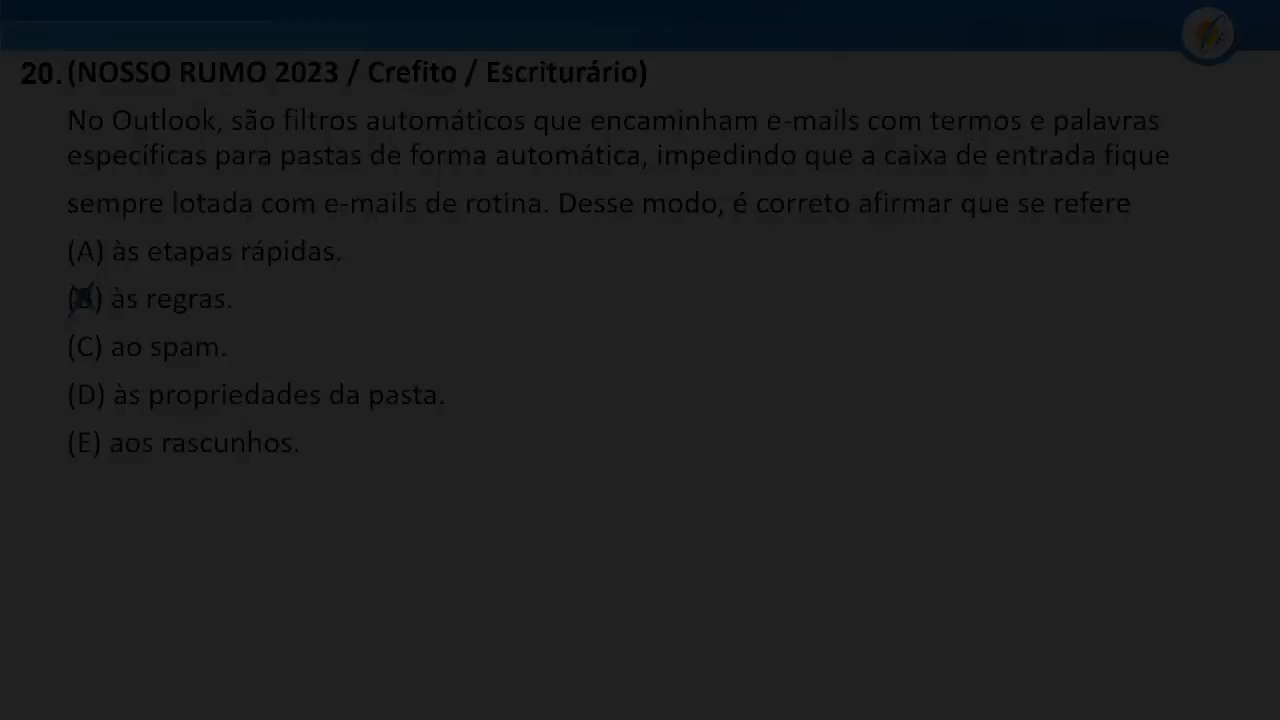 20. (NOSSO RUMO 2023 / Crefito / Escriturário)
No Outlook, são filtros automáticos que encaminham e-mails com termos e palavras
específicas para pastas de forma automática, impedindo que a caixa de entrada fique
sempre lotada com e-mails de rotina. Desse modo, é correto afirmar que se refere
(A) às etapas rápidas.
(B) às regras.
(C) ao spam.
(D) às propriedades da pasta.
(E) aos rascunhos.